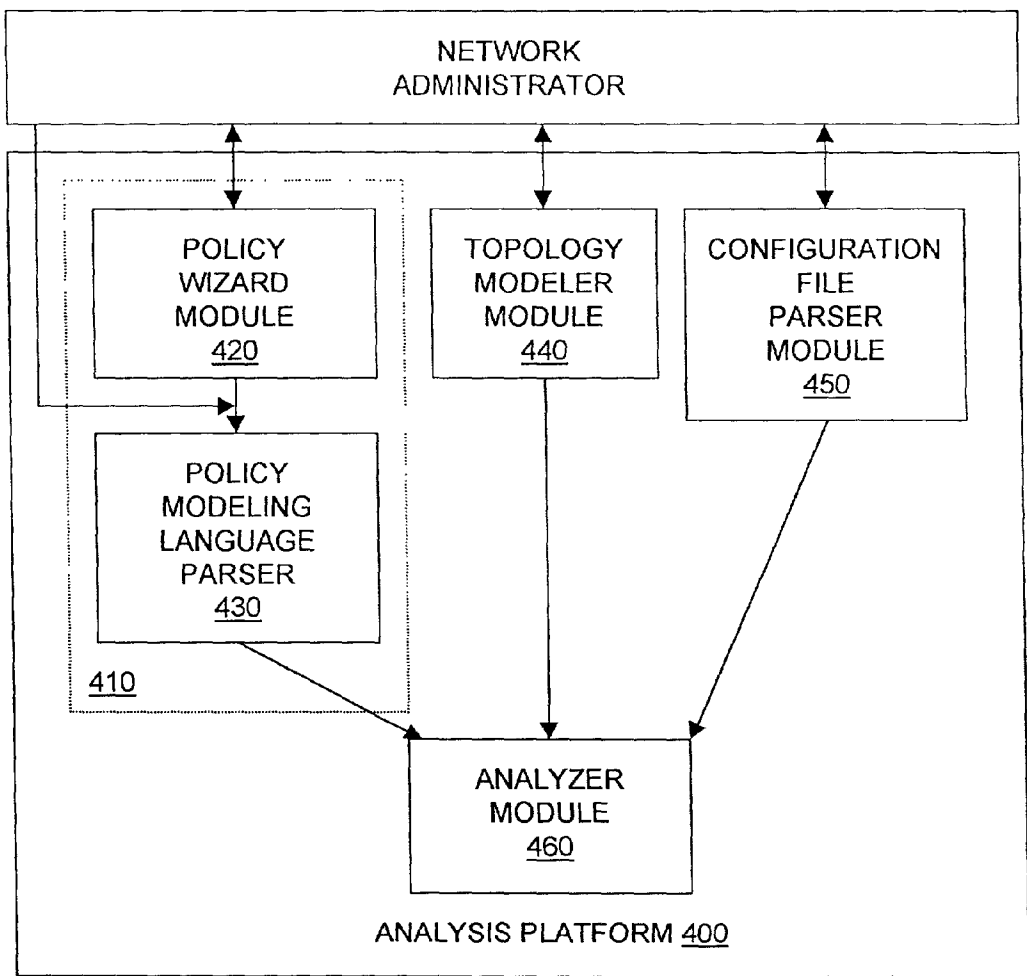 NETWORK
ADMINISTRATOR
POLICY
WIZARD
MODULE
420
TOPOLOGY
MODELER
MODULE
440
CONFIGURATION
FILE
PARSER
MODULE
450
POLICY
MODELING
LANGUAGE
PARSER
430
410
ANALYZER
MODULE
460
ANALYSIS PLATFORM 400